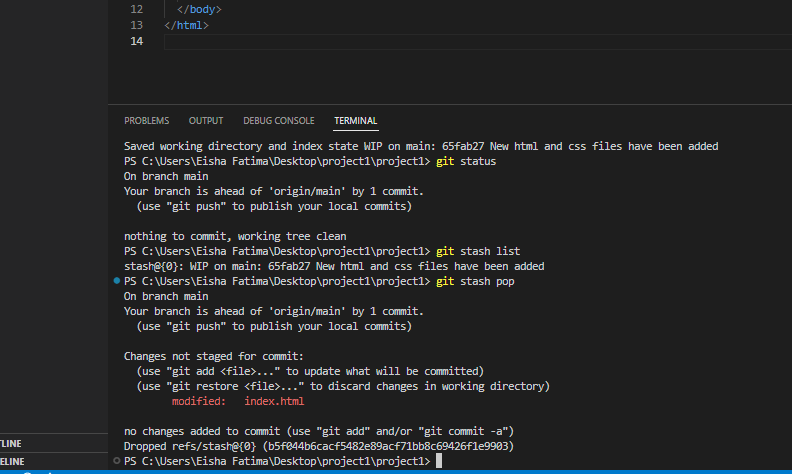 12 </body>
13 </html>
14
PROBLEMS OUTPUT DEBUG CONSOLE TERMINAL
Saved working directory and index state WIP on main: 65fab27 New html and css files have been added
PS C:\Users\Eisha Fatima\Desktop\project1\project1> git status
On branch main
Your branch is ahead of 'origin/main' by 1 commit.
(use "git push" to publish your local commits)
nothing to commit, working tree clean
PS C:\Users\Eisha Fatima\Desktop\project1\project1> git stash list
stash@{0}: WIP on main: 65fab27 New html and css files have been added
PS C:\Users\Eisha Fatima\Desktop\project1\project1> git stash pop
On branch main
Your branch is ahead of 'origin/main' by 1 commit.
(use "git push" to publish your local commits)
Changes not staged for commit:
(use "git add <file>..." to update what will be committed)
(use "git restore <file>..." to discard changes in working directory)
modified: index.html
no changes added to commit (use "git add" and/or "git commit -a")
TLINE
Dropped refs/stash@{0} (b5f044b6cacf5482e89acf71bb8c69426f1e9903)
ELINE
PS C:\Users\Eisha Fatima\Desktop\project1\project1>